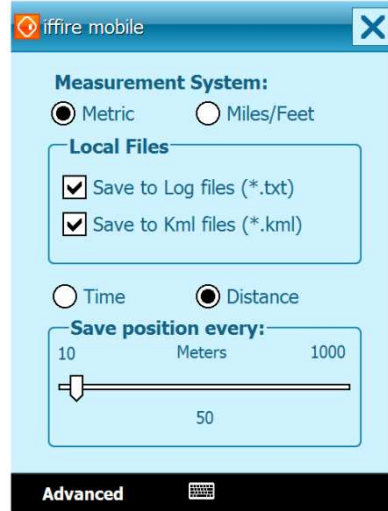 iffire mobile
Measurement System:
Metric Miles/Feet
Local Files
Save to Log files (*.txt)
Save to Kml files (*.kml)
Time Distance
Save position every:
10 Meters 1000
50
Advanced